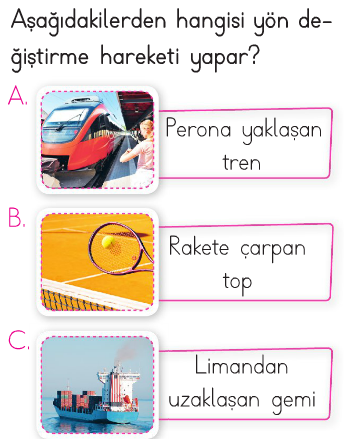 Aşağıdakilerden hangisi yön de-
ğiştirme hareketi yapar?
A.
Perona yaklaşan
tren
B.
Rakete çarpan
top
C.
Limandan
uzaklaşan gemi